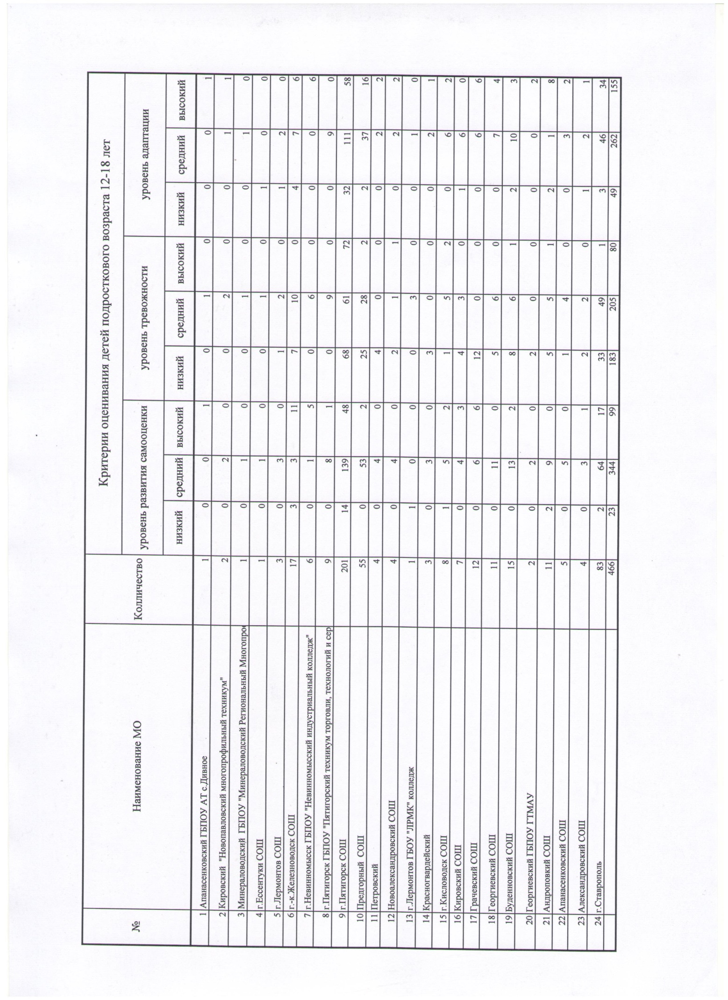 Критерии оценивания детей подросткового возраста 12-18 лет
№ Наименование МО Колличество уровень развития самооценки уровень тревожности уровень адаптации
низкий средний высокий низкий средний высокий низкий средний высокий
1 Апанасенковский ГБПОУ АТ с.Дивное 1 0 0 1 0 1 0 0 0 1
2 Кировский "Новопавловский многопрофильный техникум" 2 0 2 0 0 2 0 0 1 1
3 Минераловодский ГБПОУ "Минераловодский Региональный Многопро 1 0 1 0 0 1 0 0 1 0
4 г.Ессентуки СОШ 1 0 1 0 0 1 0 1 0 0
5 г.Лермонтов СОШ 3 0 3 0 1 2 0 1 2 0
6 г.-к.Железноводск СОШ 17 3 3 11 7 10 0 4 7 6
7 г.Невинномысск ГБПОУ "Невинномысский индустриальный колледж" 6 0 1 5 0 6 0 0 0 6
8 г.Пятигорск ГБПОУ "Пятигорский техникум торговли, технологий и сер 9 0 8 1 0 9 0 0 9 0
9 г.Пятигорск СОШ 201 14 139 48 68 61 72 32 111 58
10 Предгорный СОШ 55 0 53 2 25 28 2 2 37 16
11 Петровский 4 0 4 0 4 0 0 0 2 2
12 Новоалександровский СОШ 4 0 4 0 2 1 1 0 2 2
13 г.Лермонтов ГБОУ "ЛРМК" колледж 1 1 0 0 0 3 0 0 1 0
14 Красногвардейский 3 0 3 0 3 0 0 0 2 1
15 г.Кисловодск СОШ 8 1 5 2 1 5 2 0 6 2
16 Кировский СОШ 7 0 4 3 4 3 0 1 6 0
17 Грачевский СОШ 12 0 6 6 12 0 0 0 6 6
18 Георгиевский СОШ 11 0 11 0 5 6 0 0 7 4
19 Буденновский СОШ 15 0 13 2 8 6 1 2 10 3
20 Георгиевский ГБПОУ ГТМАУ 2 0 2 0 2 0 0 0 0 2
21 Андроповкий СОШ 11 2 9 0 5 5 1 2 1 8
22 Апанасенковский СОШ 5 0 5 0 1 4 0 0 3 2
23 Александровский СОШ 4 0 3 1 2 2 0 1 2 1
24 г.Ставрополь 83 2 64 17 33 49 1 3 46 34
466 23 344 99 183 205 80 49 262 155